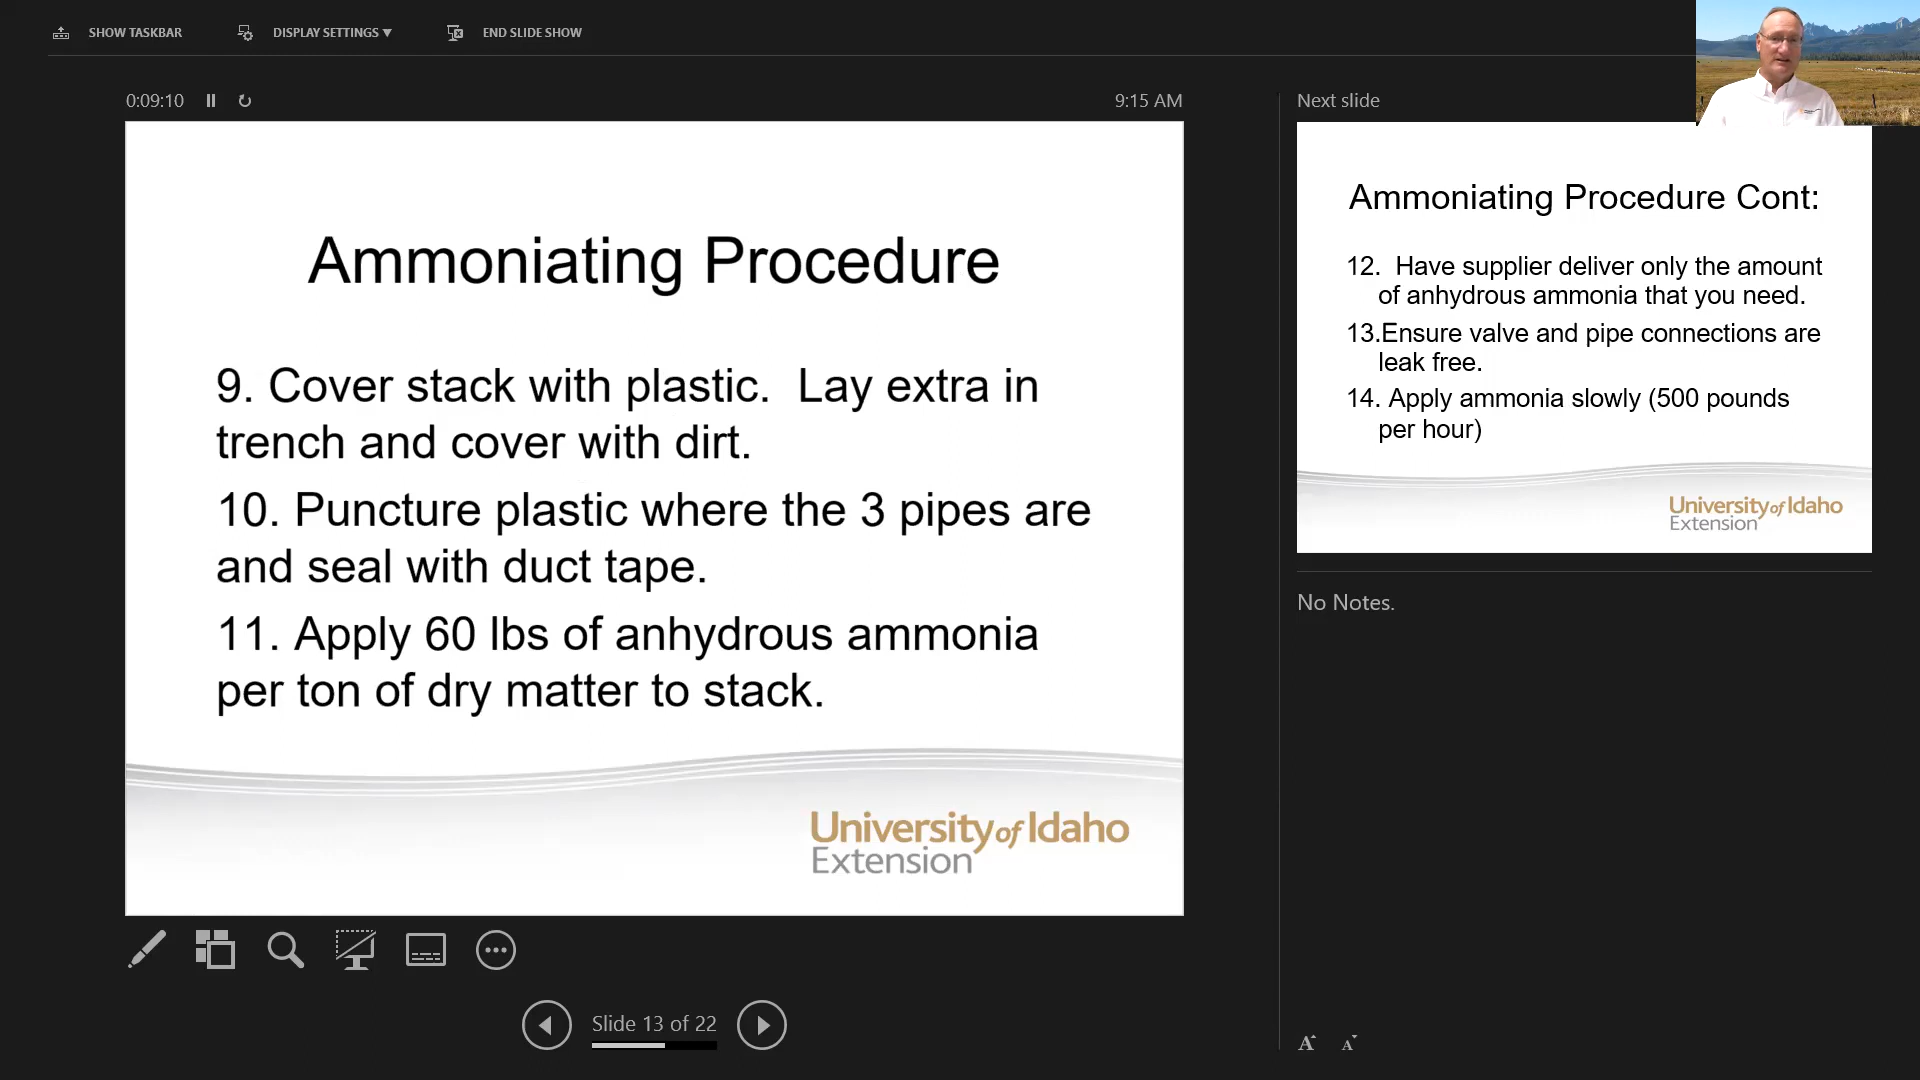 SHOW TASKBAR
DISPLAY SETTINGS ▼
END SLIDE SHOW
0:09:10
9:15 AM
Ammoniating Procedure
9. Cover stack with plastic.  Lay extra in
trench and cover with dirt.
10. Puncture plastic where the 3 pipes are
and seal with duct tape.
11. Apply 60 lbs of anhydrous ammonia
per ton of dry matter to stack.
University of Idaho
Extension
Slide 13 of 22
Next slide
Ammoniating Procedure Cont:
12.  Have supplier deliver only the amount
of anhydrous ammonia that you need.
13.Ensure valve and pipe connections are
leak free.
14. Apply ammonia slowly (500 pounds
per hour)
University of Idaho
Extension
No Notes.
A A